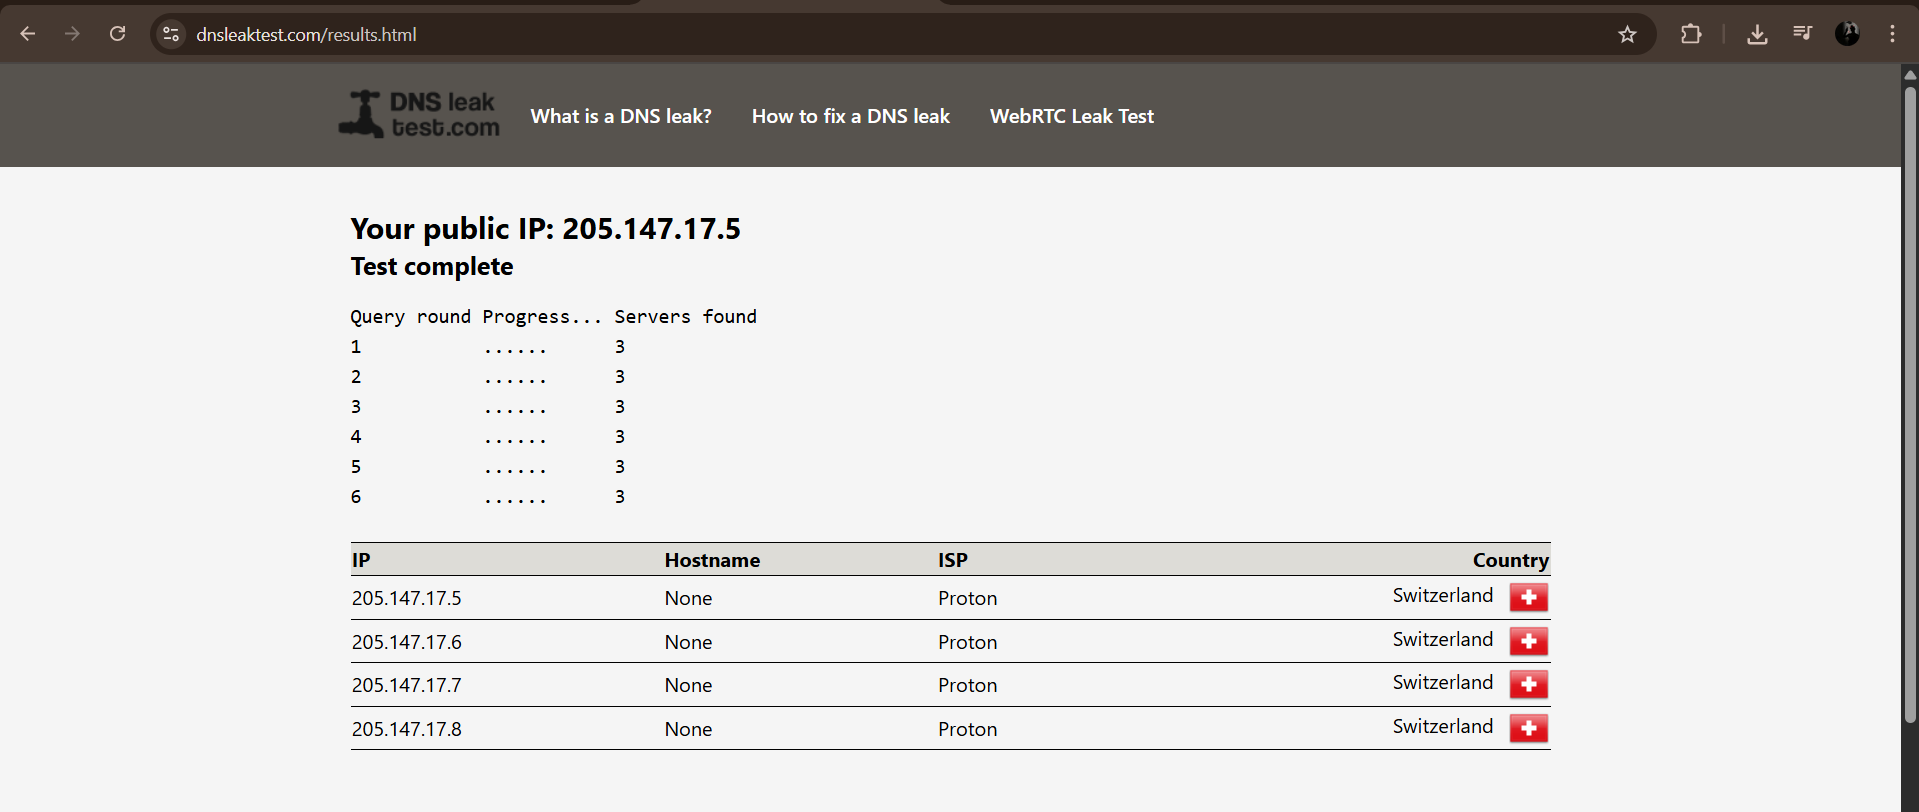 dnsleaktest.com/results.html
DNS leak
test.com
What is a DNS leak? How to fix a DNS leak WebRTC Leak Test
Your public IP: 205.147.17.5
Test complete
Query round Progress... Servers found
1 ...... 3
2 ...... 3
3 ...... 3
4 ...... 3
5 ...... 3
6 ...... 3
IP Hostname ISP Country
205.147.17.5 None Proton Switzerland
205.147.17.6 None Proton Switzerland
205.147.17.7 None Proton Switzerland
205.147.17.8 None Proton Switzerland